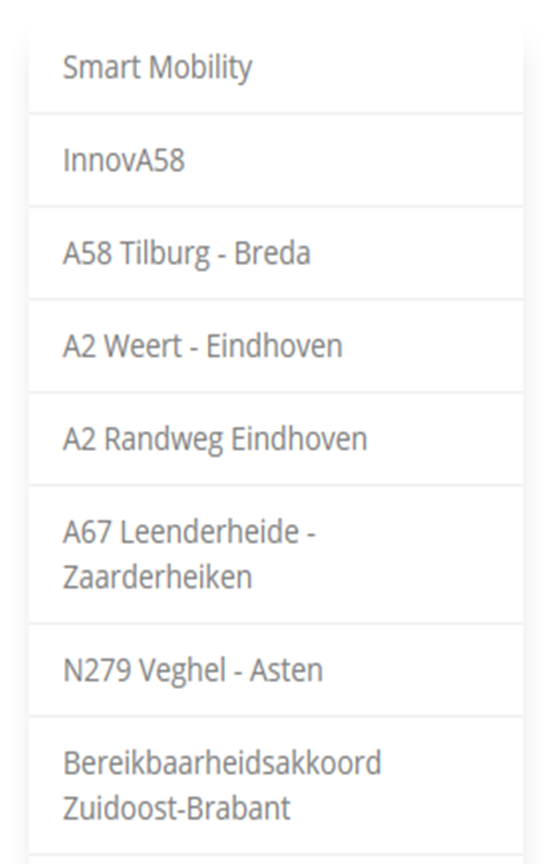 Smart Mobility
InnovA58
A58 Tilburg - Breda
A2 Weert - Eindhoven
A2 Randweg Eindhoven
A67 Leenderheide -
Zaarderheiken
N279 Veghel - Asten
Bereikbaarheidsakkoord
Zuidoost-Brabant